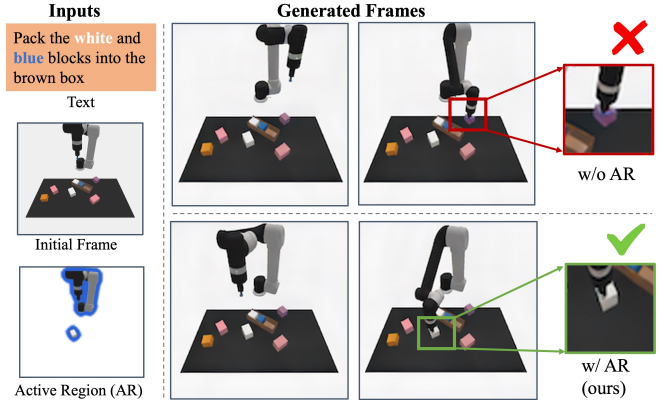 Inputs
Generated Frames
Pack the white and
blue blocks into the
brown box
Text
Initial Frame
Active Region (AR)
w/o AR
w/ AR
(ours)